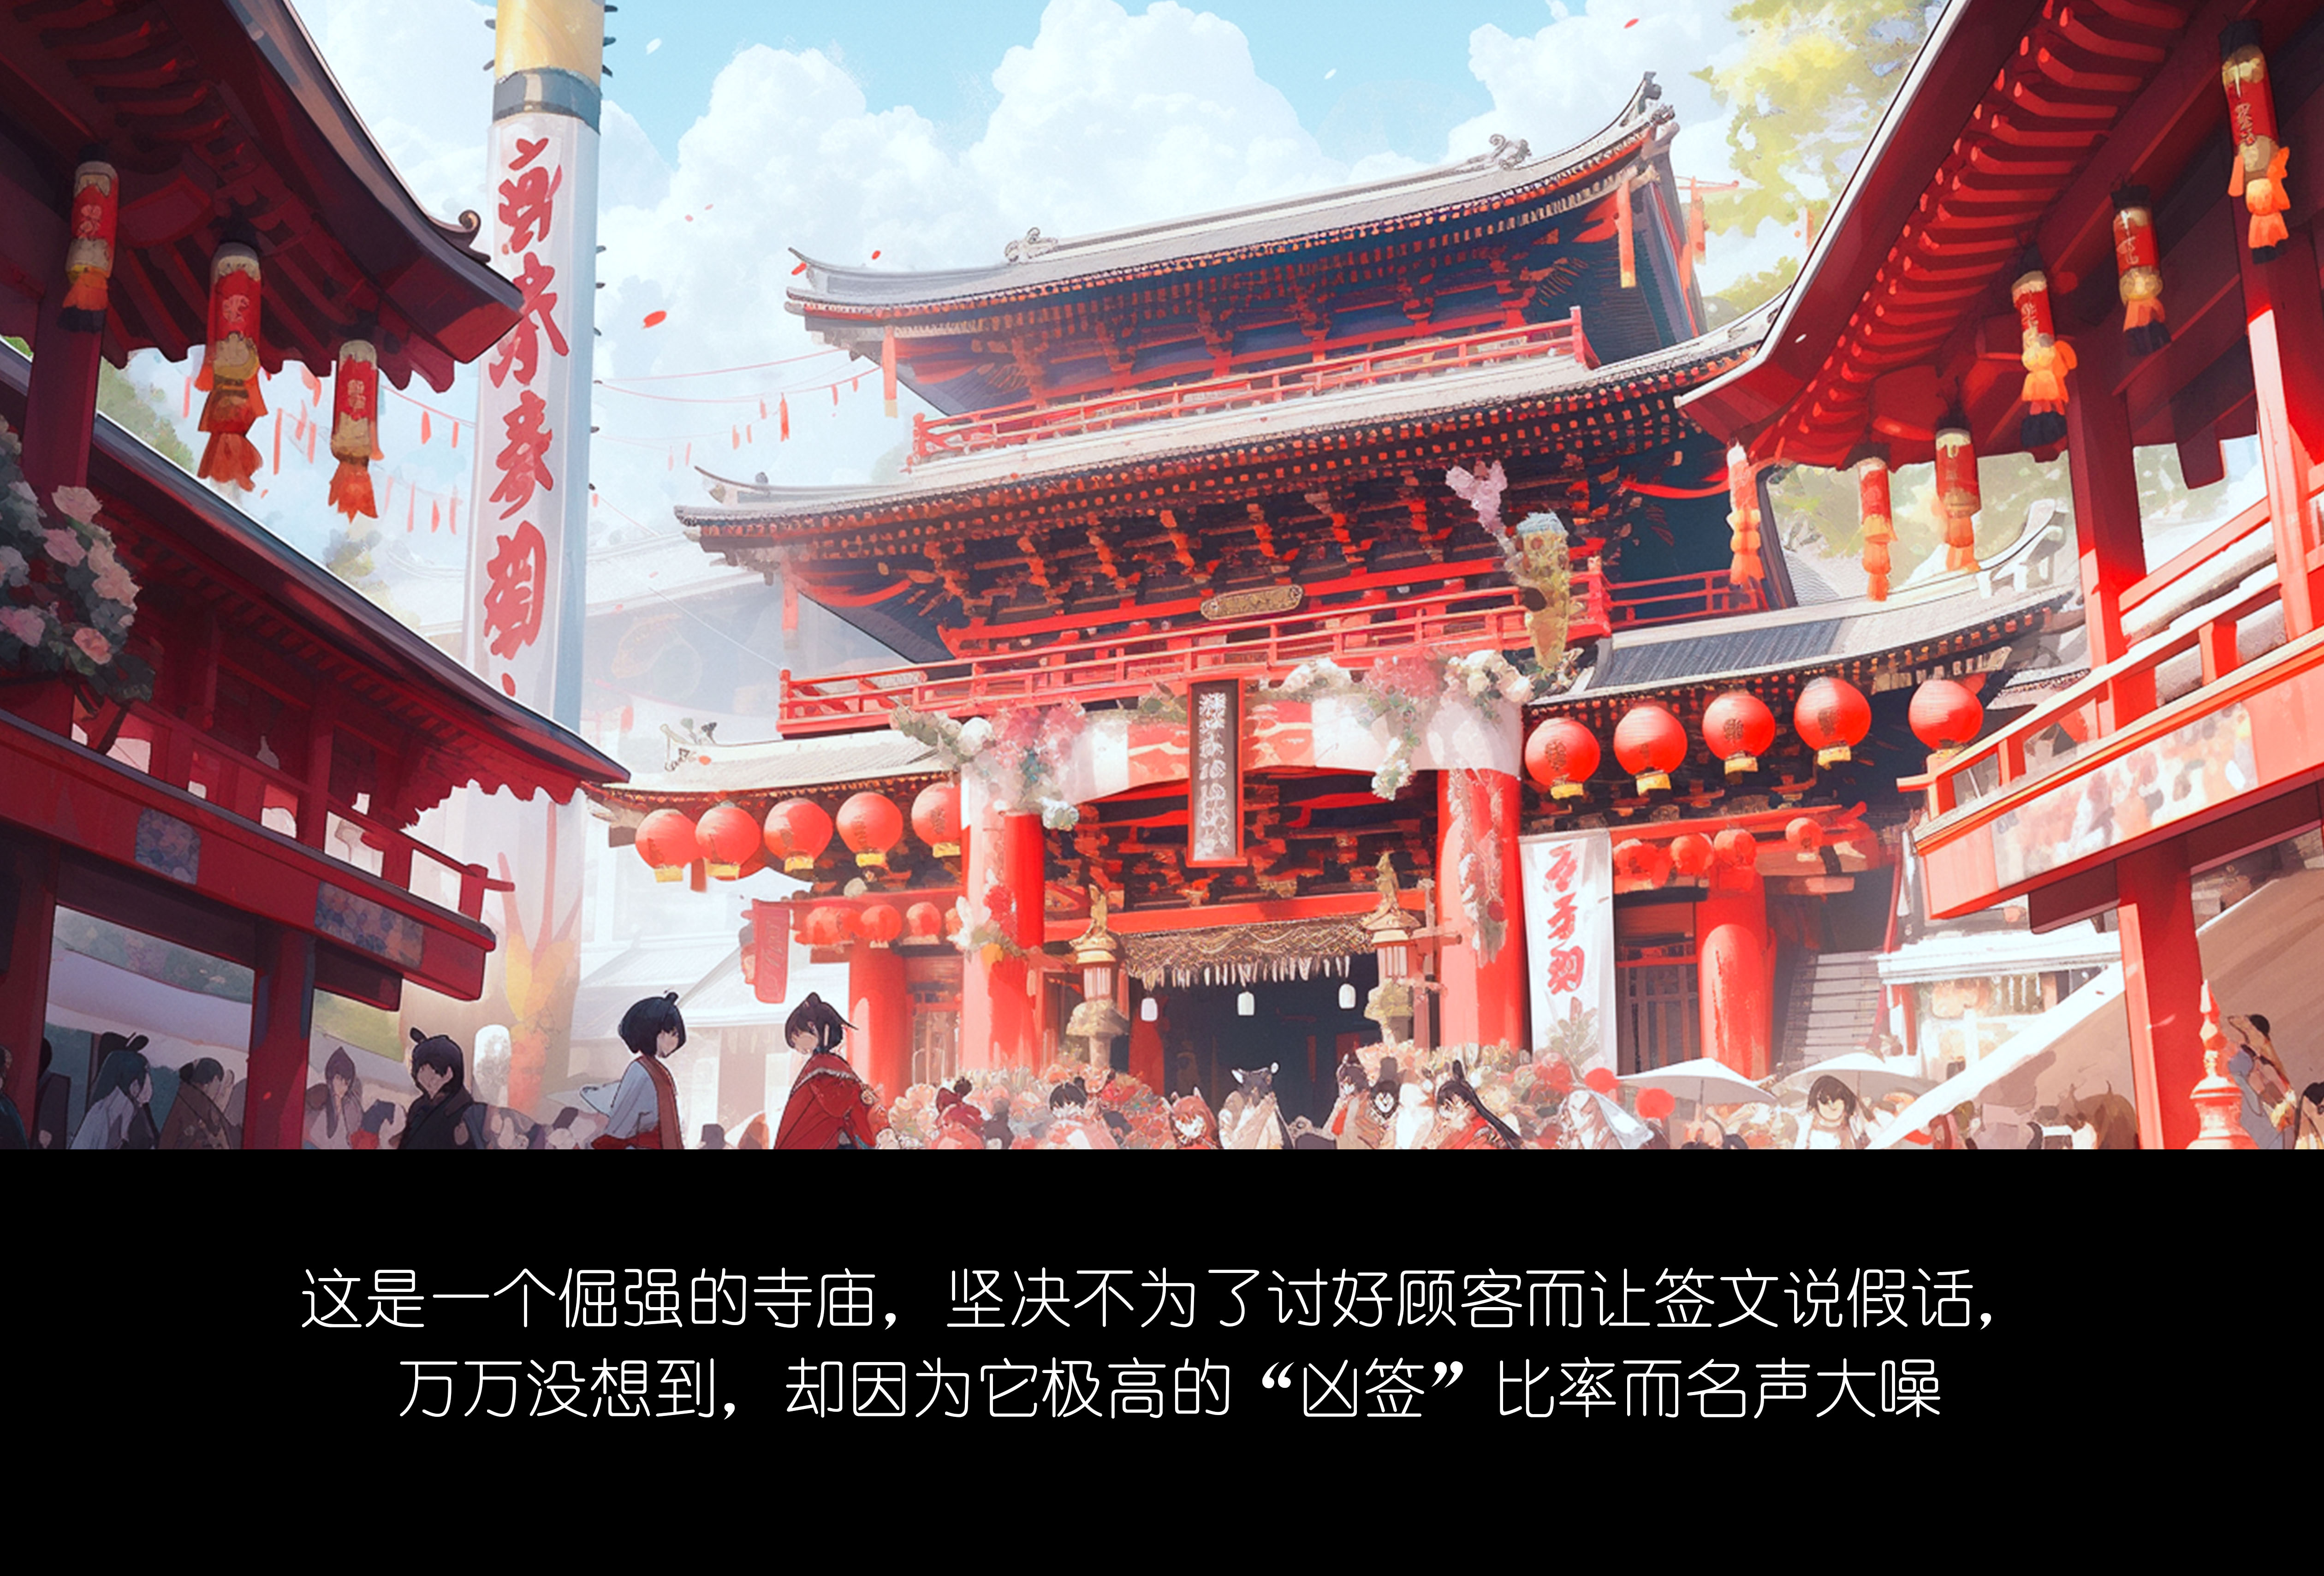 这是一个倔强的寺庙，坚决不为了讨好顾客而让签文说假话，
万万没想到，却因为它极高的“凶签”比率而名声大噪